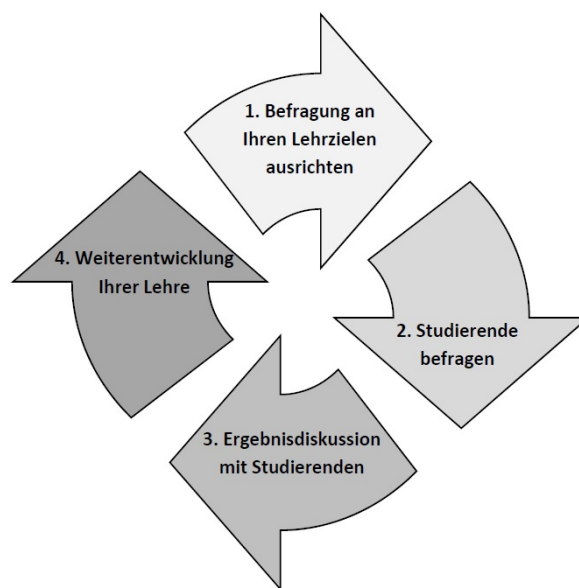 1. Befragung an
Ihren Lehrzielen
ausrichten
2. Studierende
befragen
3. Ergebnisdiskussion
mit Studierenden
4. Weiterentwicklung
Ihrer Lehre